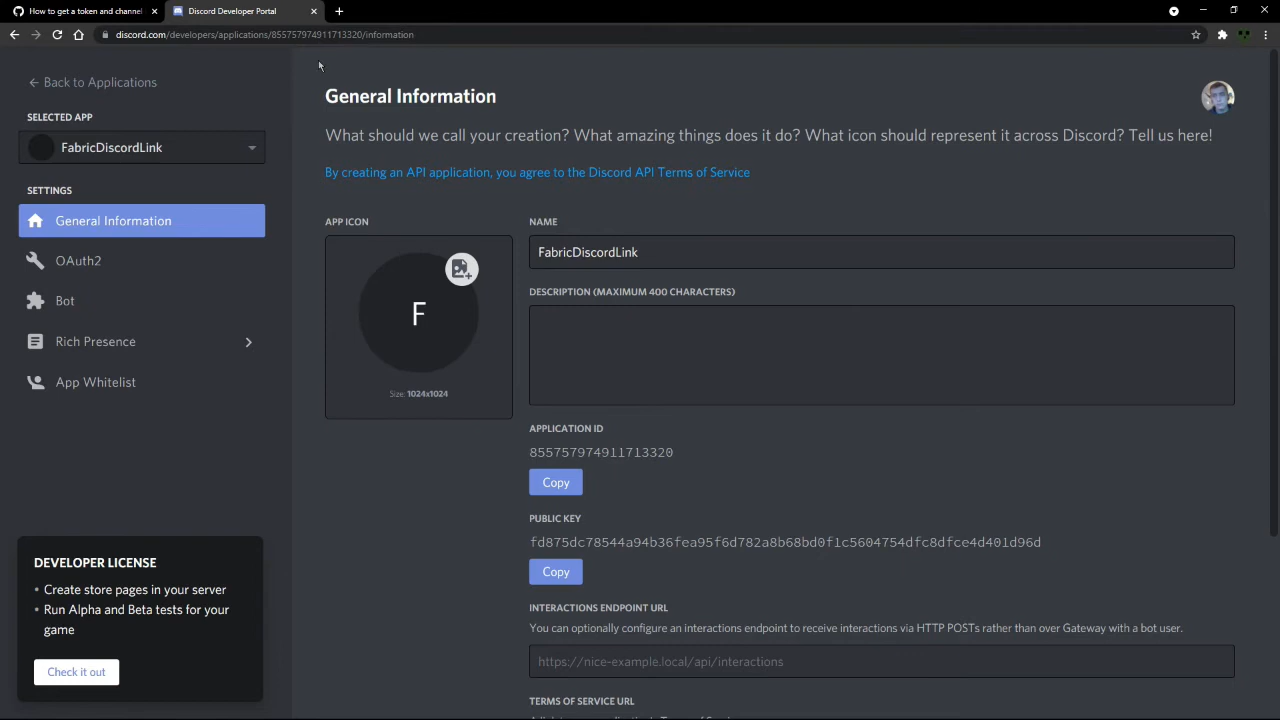 How to get a token and channel
Discord Developer Portal
discord.com/developers/applications/855757974911713320/information
Back to Applications
SELECTED APP
FabricDiscordLink
SETTINGS
General Information
OAuth2
Bot
Rich Presence
App Whitelist
DEVELOPER LICENSE
• Create store pages in your server
• Run Alpha and Beta tests for your
game
Check it out
General Information
What should we call your creation? What amazing things does it do? What icon should represent it across Discord? Tell us here!
By creating an API application, you agree to the Discord API Terms of Service
APP ICON
F
Size: 1024x1024
NAME
FabricDiscordLink
DESCRIPTION (MAXIMUM 400 CHARACTERS)
APPLICATION ID
855757974911713320
Copy
PUBLIC KEY
fd875dc78544a94b36fea95f6d782a8b68bd0f1c5604754dfc8dfce4d401d96d
Copy
INTERACTIONS ENDPOINT URL
You can optionally configure an interactions endpoint to receive interactions via HTTP POSTs rather than over Gateway with a bot user.
https://nice-example.local/api/interactions
TERMS OF SERVICE URL